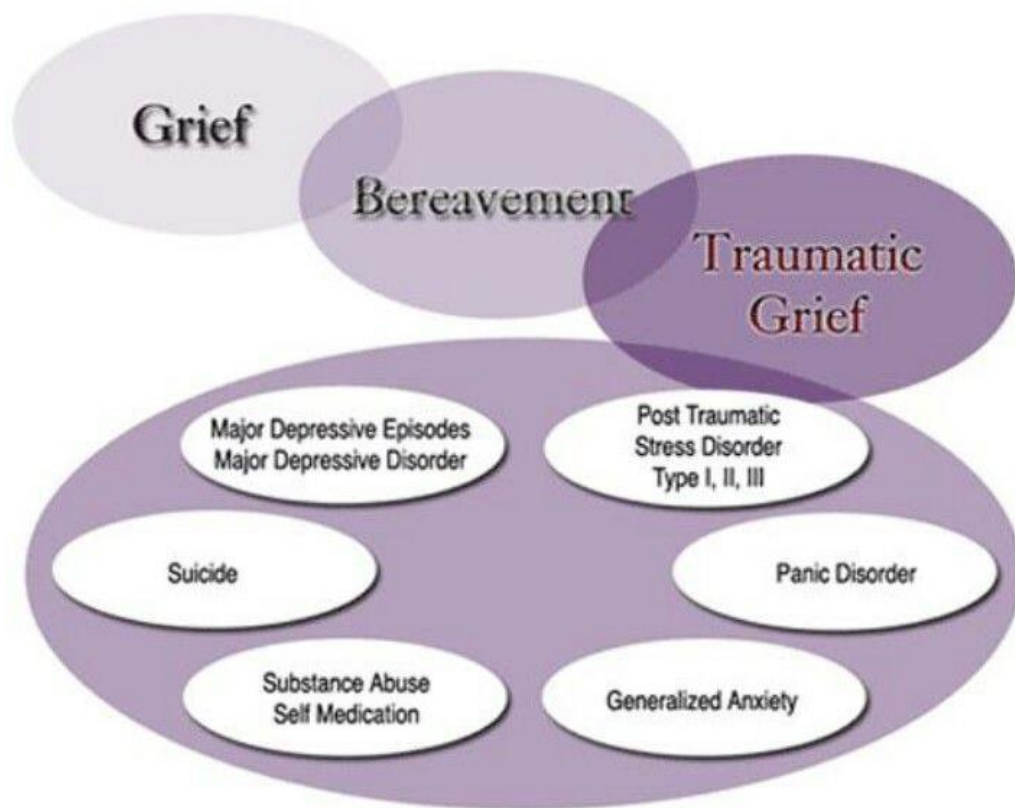 Grief
Bereavement
Traumatic
Grief
Major Depressive Episodes
Major Depressive Disorder
Post Traumatic
Stress Disorder
Type I, II, III
Suicide
Panic Disorder
Substance Abuse
Self Medication
Generalized Anxiety